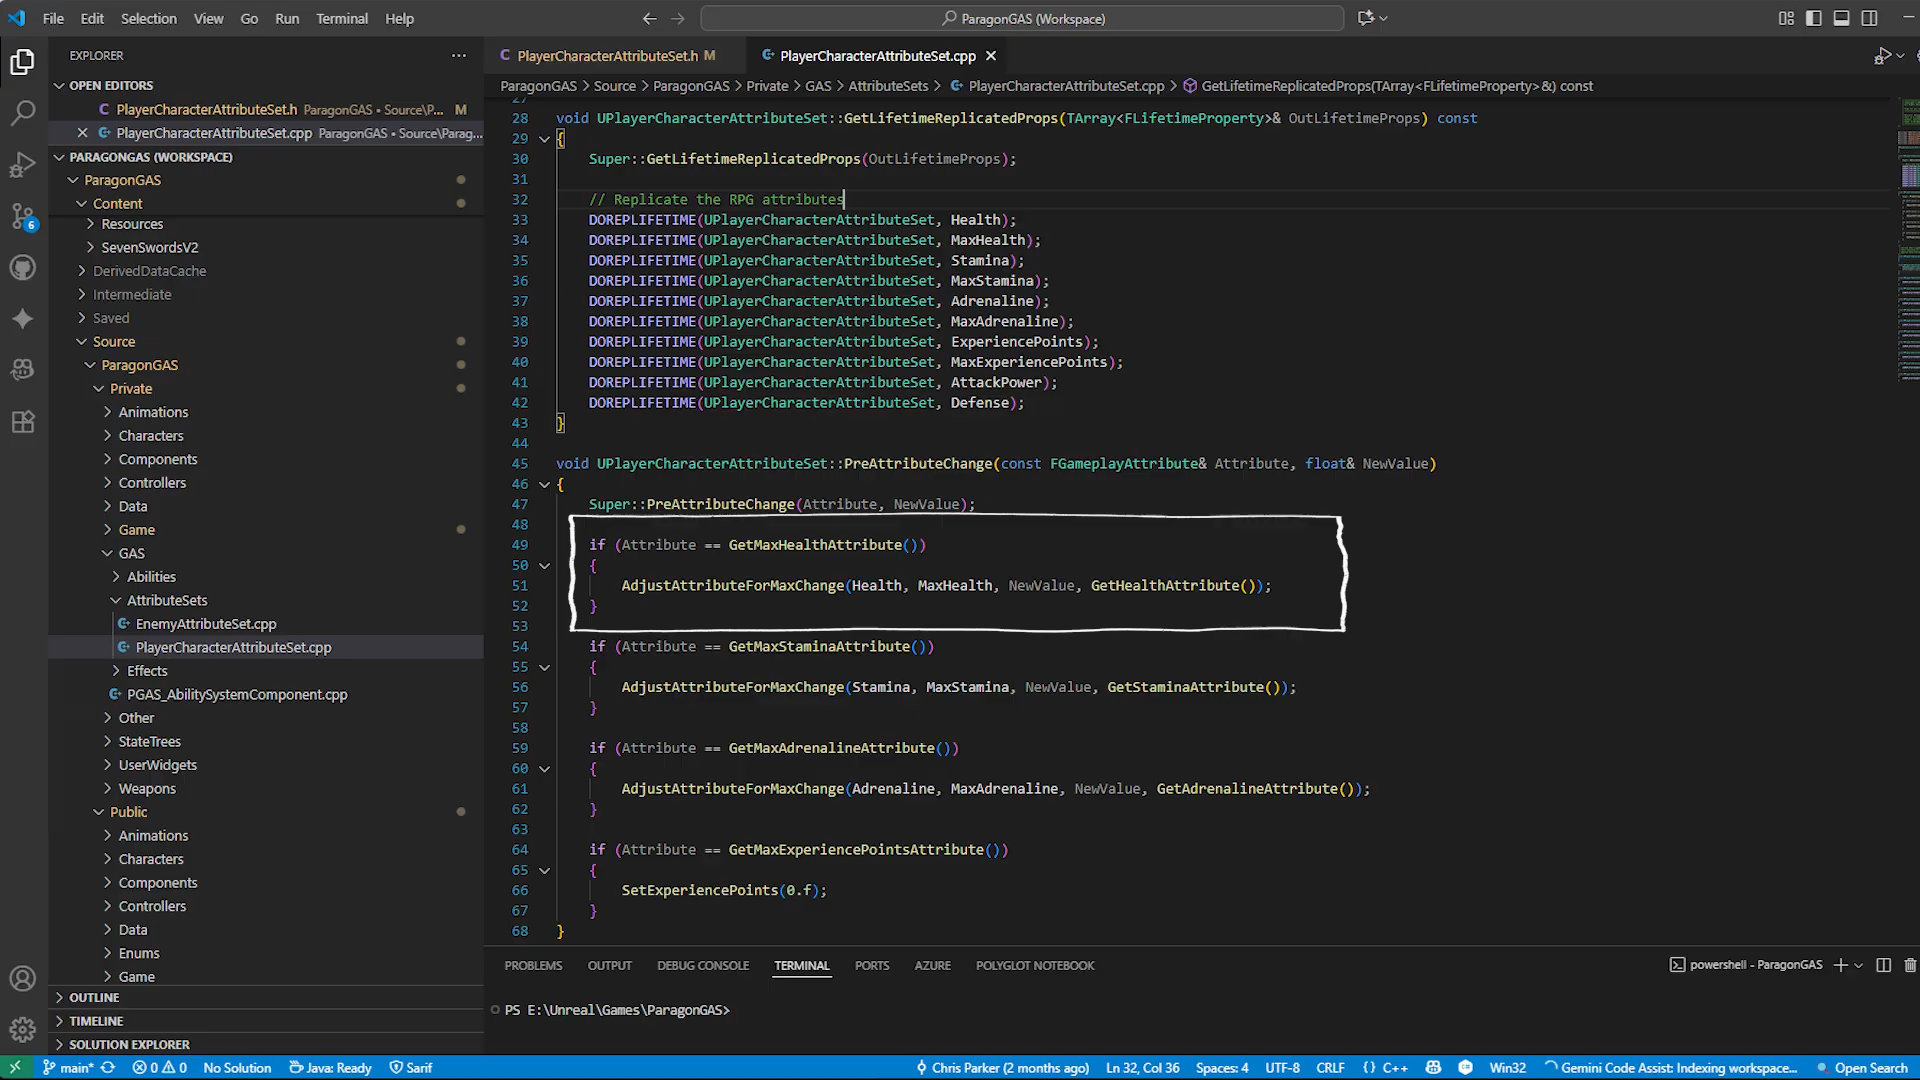 File Edit Selection View Go Run Terminal Help
ParagonGAS (Workspace)
EXPLORER
OPEN EDITORS
PlayerCharacterAttributeSet.h ParagonGAS • Source\P... M
PlayerCharacterAttributeSet.cpp ParagonGAS • Source\Parag...
PARAGONGAS (WORKSPACE)
ParagonGAS
Content
Resources
SevenSwordsV2
DerivedDataCache
Intermediate
Saved
Source
ParagonGAS
Private
Animations
Characters
Components
Controllers
Data
Game
GAS
Abilities
AttributeSets
EnemyAttributeSet.cpp
PlayerCharacterAttributeSet.cpp
Effects
PGAS_AbilitySystemComponent.cpp
Other
StateTrees
UserWidgets
Weapons
Public
Animations
Characters
Components
Controllers
Data
Enums
Game
OUTLINE
TIMELINE
SOLUTION EXPLORER
6
PlayerCharacterAttributeSet.h M
PlayerCharacterAttributeSet.cpp
ParagonGAS > Source > ParagonGAS > Private > GAS > AttributeSets > PlayerCharacterAttributeSet.cpp > GetLifetimeReplicatedProps(TArray<FLifetimeProperty>&) const
27
28 void UPlayerCharacterAttributeSet::GetLifetimeReplicatedProps(TArray<FLifetimeProperty>& OutLifetimeProps) const
29 {
30 Super::GetLifetimeReplicatedProps(OutLifetimeProps);
31
32 // Replicate the RPG attributes
33 DOREPLIFETIME(UPlayerCharacterAttributeSet, Health);
34 DOREPLIFETIME(UPlayerCharacterAttributeSet, MaxHealth);
35 DOREPLIFETIME(UPlayerCharacterAttributeSet, Stamina);
36 DOREPLIFETIME(UPlayerCharacterAttributeSet, MaxStamina);
37 DOREPLIFETIME(UPlayerCharacterAttributeSet, Adrenaline);
38 DOREPLIFETIME(UPlayerCharacterAttributeSet, MaxAdrenaline);
39 DOREPLIFETIME(UPlayerCharacterAttributeSet, ExperiencePoints);
40 DOREPLIFETIME(UPlayerCharacterAttributeSet, MaxExperiencePoints);
41 DOREPLIFETIME(UPlayerCharacterAttributeSet, AttackPower);
42 DOREPLIFETIME(UPlayerCharacterAttributeSet, Defense);
43 }
44
45 void UPlayerCharacterAttributeSet::PreAttributeChange(const FGameplayAttribute& Attribute, float& NewValue)
46 {
47 Super::PreAttributeChange(Attribute, NewValue);
48
49 if (Attribute == GetMaxHealthAttribute())
50 {
51 AdjustAttributeForMaxChange(Health, MaxHealth, NewValue, GetHealthAttribute());
52 }
53
54 if (Attribute == GetMaxStaminaAttribute())
55 {
56 AdjustAttributeForMaxChange(Stamina, MaxStamina, NewValue, GetStaminaAttribute());
57 }
58
59 if (Attribute == GetMaxAdrenalineAttribute())
60 {
61 AdjustAttributeForMaxChange(Adrenaline, MaxAdrenaline, NewValue, GetAdrenalineAttribute());
62 }
63
64 if (Attribute == GetMaxExperiencePointsAttribute())
65 {
66 SetExperiencePoints(0.f);
67 }
68 }
PROBLEMS OUTPUT DEBUG CONSOLE TERMINAL PORTS AZURE POLYGLOT NOTEBOOK
powershell - ParagonGAS
PS E:\Unreal\Games\ParagonGAS>
main* 0 0 No Solution Java: Ready Sarif Chris Parker (2 months ago) Ln 32, Col 36 Spaces: 4 UTF-8 CRLF {} C++ Win32 Gemini Code Assist: Indexing workspace... Open Search